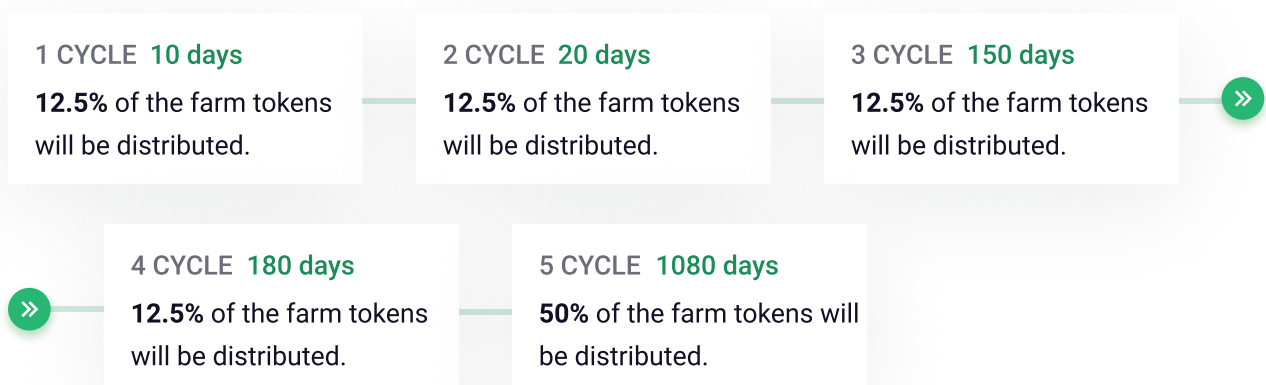 1 CYCLE 10 days
12.5% of the farm tokens
will be distributed.
2 CYCLE 20 days
12.5% of the farm tokens
will be distributed.
3 CYCLE 150 days
12.5% of the farm tokens
will be distributed.
4 CYCLE 180 days
12.5% of the farm tokens
will be distributed.
5 CYCLE 1080 days
50% of the farm tokens will
be distributed.